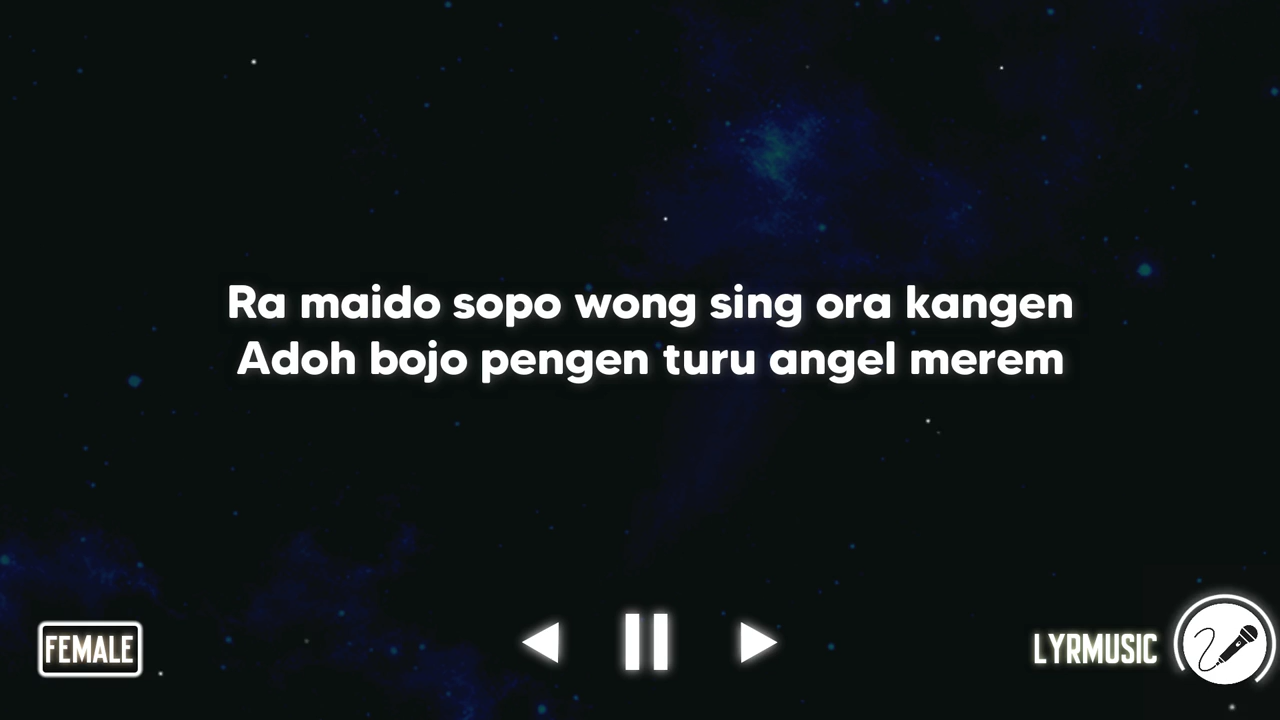 Ra maido sopo wong sing ora kangen
Adoh bojo pengen turu angel merem
FEMALE
LYRMUSIC